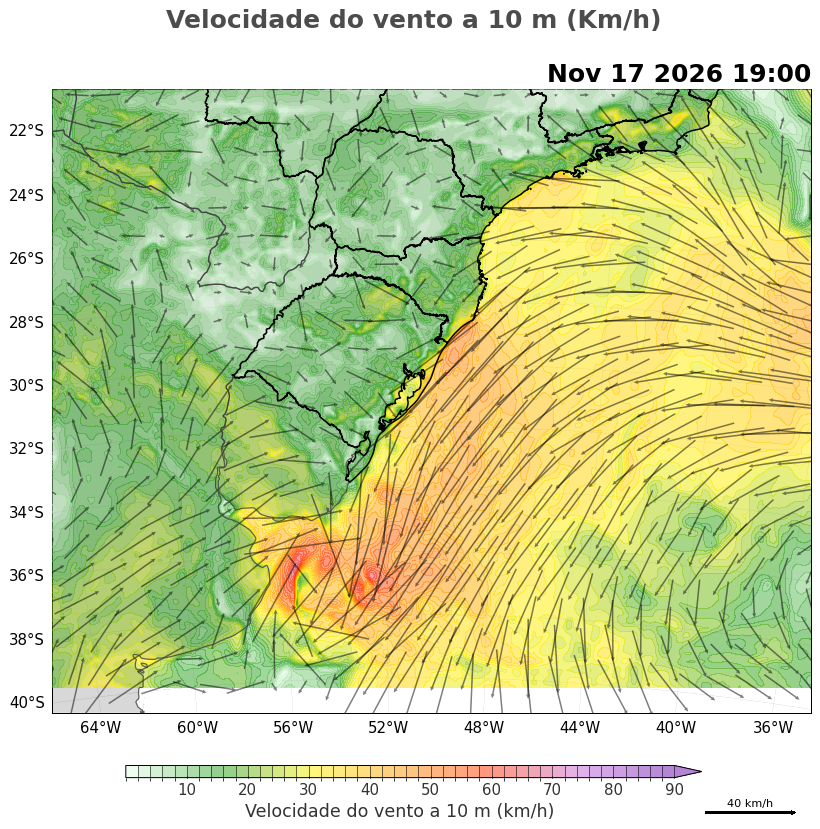 Velocidade do vento a 10 m (Km/h)
Nov 17 2026 19:00
22°S
24°S
26°S
28°S
30°S
32°S
34°S
36°S
38°S
40°S
64°W 60°W 56°W 52°W 48°W 44°W 40°W 36°W
10 20 30 40 50 60 70 80 90
Velocidade do vento a 10 m (km/h)
40 km/h